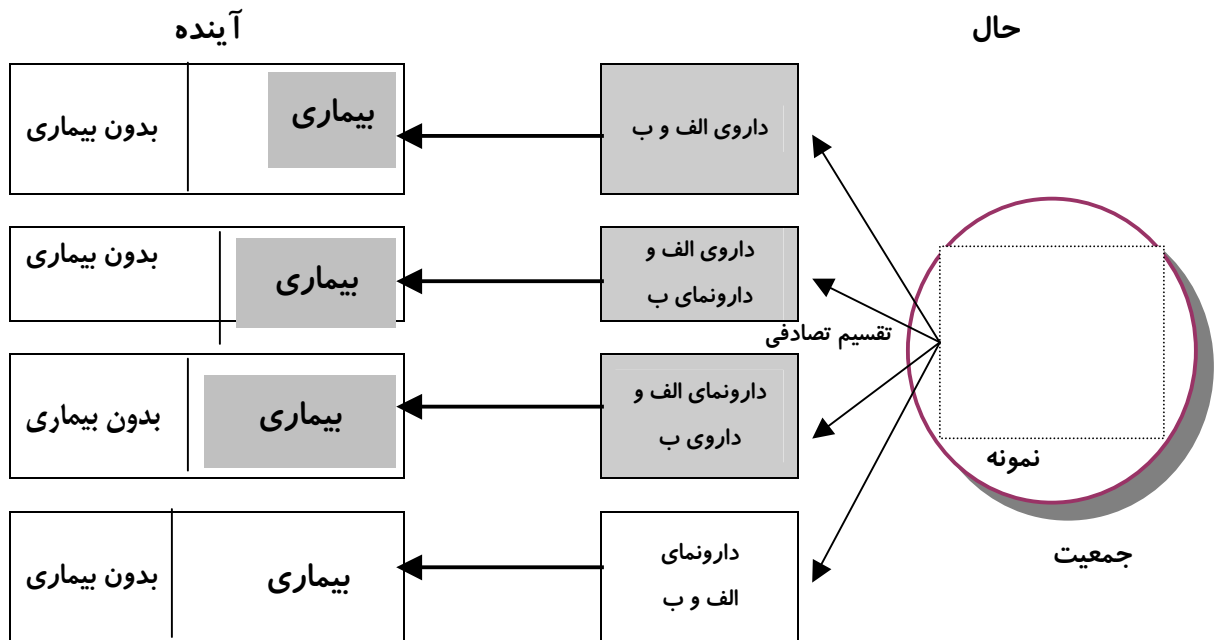 حال
آینده
داروی الف و ب
بیماری
بدون بیماری
داروی الف و
دارونمای ب
بیماری
بدون بیماری
تقسیم تصادفی
دارونمای الف و
داروی ب
بیماری
بدون بیماری
نمونه
دارونمای
الف و ب
بیماری
بدون بیماری
جمعیت